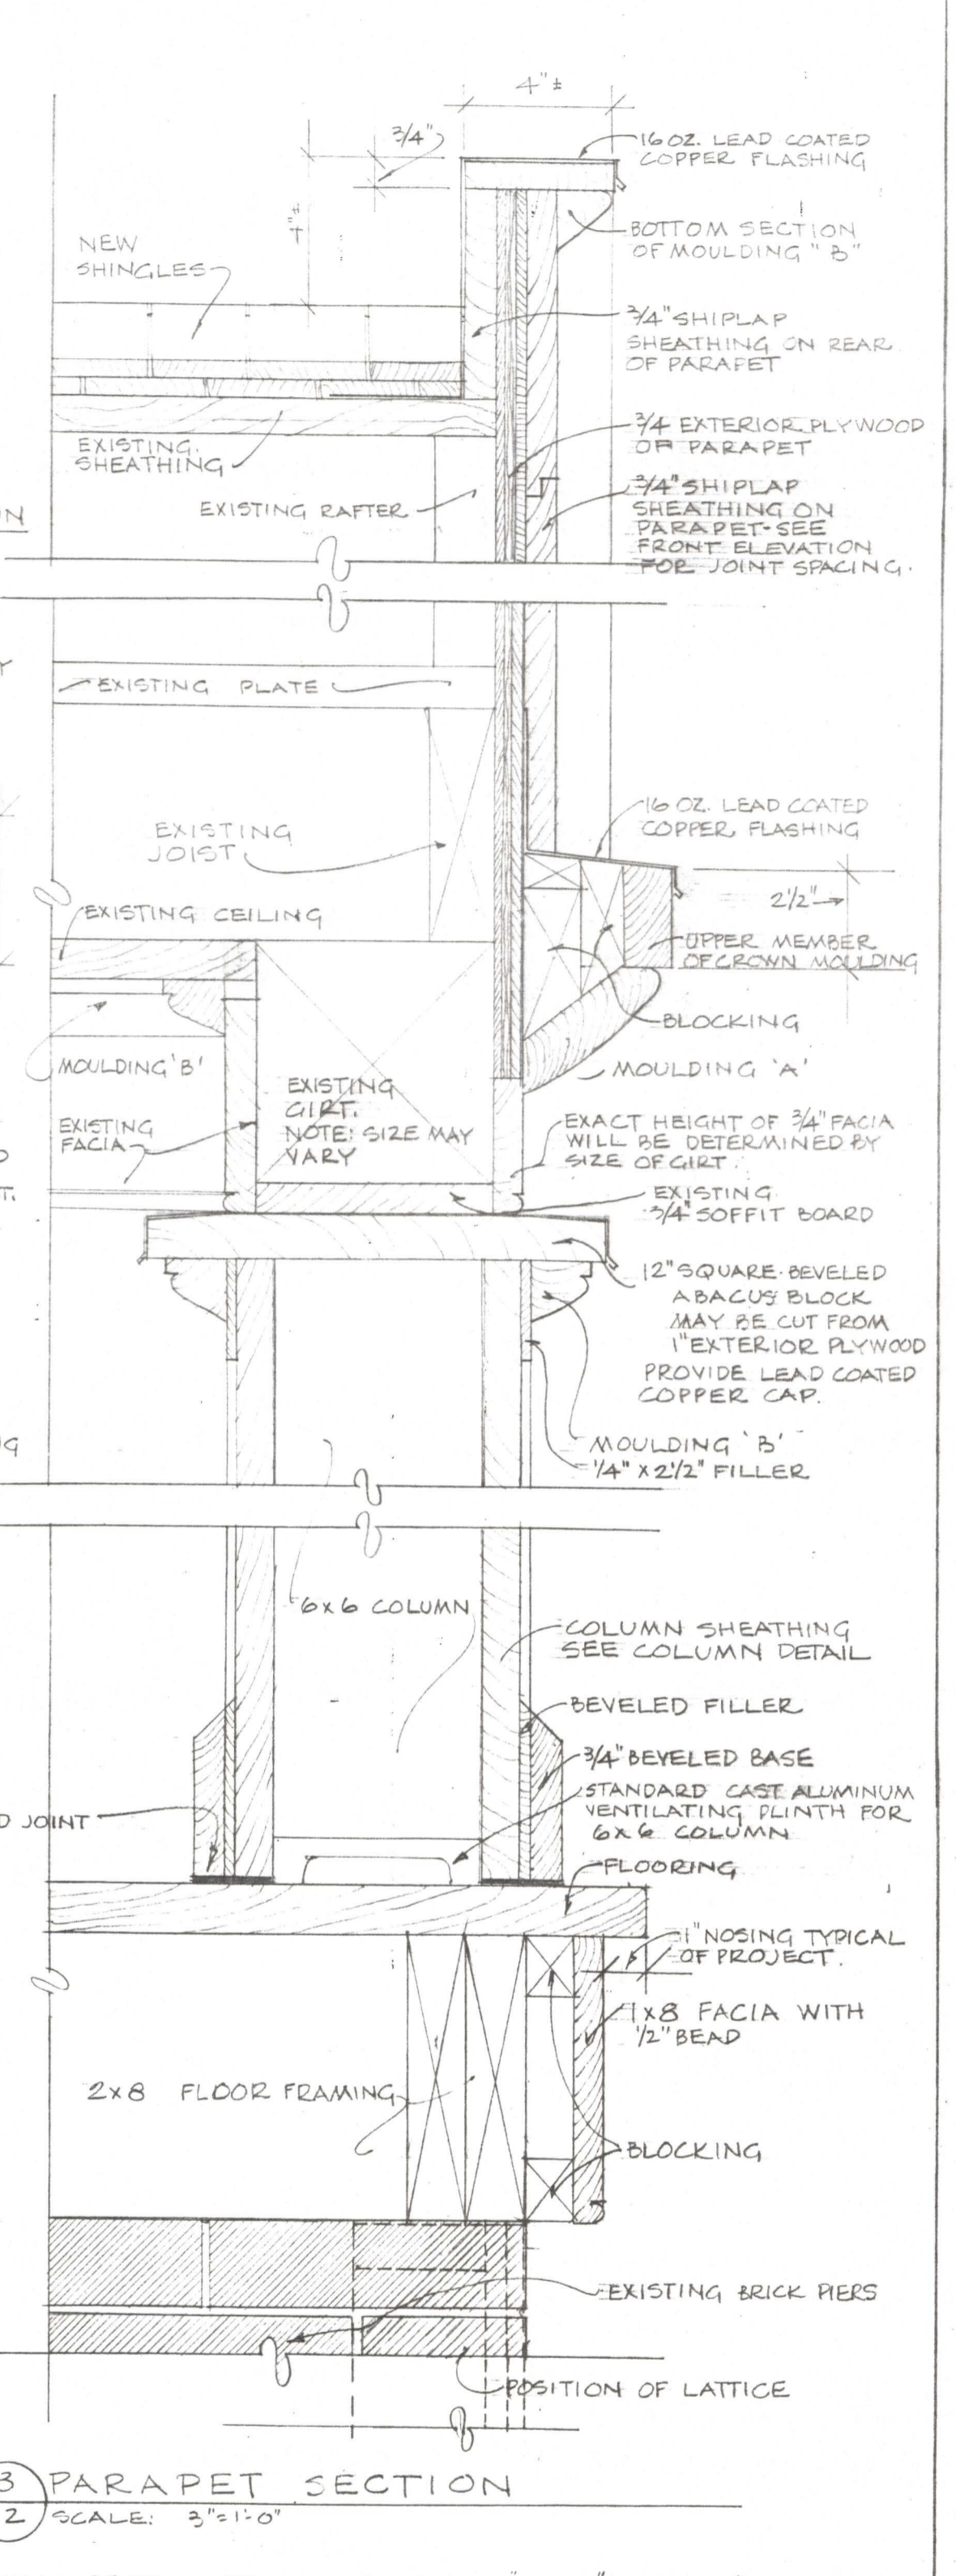 4" ±
3/4"
16 OZ. LEAD COATED
COPPER FLASHING
4"
BOTTOM SECTION
OF MOULDING "B"
NEW
SHINGLES
3/4" SHIPLAP
SHEATHING ON REAR
OF PARAPET
EXISTING
SHEATHING
3/4 EXTERIOR PLYWOOD
OF PARAPET
EXISTING RAFTER
3/4" SHIPLAP
SHEATHING ON
PARAPET-SEE
FRONT ELEVATION
FOR JOINT SPACING.
EXISTING PLATE
16 OZ. LEAD COATED
COPPER FLASHING
EXISTING
JOIST
2 1/2"
EXISTING CEILING
UPPER MEMBER
OF CROWN MOULDING
BLOCKING
MOULDING 'B'
MOULDING 'A'
EXISTING
GIRT.
NOTE: SIZE MAY
VARY
EXISTING
FACIA
EXACT HEIGHT OF 3/4" FACIA
WILL BE DETERMINED BY
SIZE OF GIRT.
EXISTING
3/4" SOFFIT BOARD
12" SQUARE-BEVELED
ABACUS BLOCK
MAY BE CUT FROM
1" EXTERIOR PLYWOOD
PROVIDE LEAD COATED
COPPER CAP.
MOULDING 'B'
1/4" X 2 1/2" FILLER
6x6 COLUMN
COLUMN SHEATHING
SEE COLUMN DETAIL
BEVELED FILLER
3/4" BEVELED BASE
STANDARD CAST ALUMINUM
VENTILATING PLINTH FOR
6x6 COLUMN
D JOINT
FLOORING
1" NOSING TYPICAL
OF PROJECT.
1x8 FACIA WITH
1/2" BEAD
2x8 FLOOR FRAMING
BLOCKING
EXISTING BRICK PIERS
POSITION OF LATTICE
3
2
PARAPET SECTION
SCALE: 3"=1'-0"